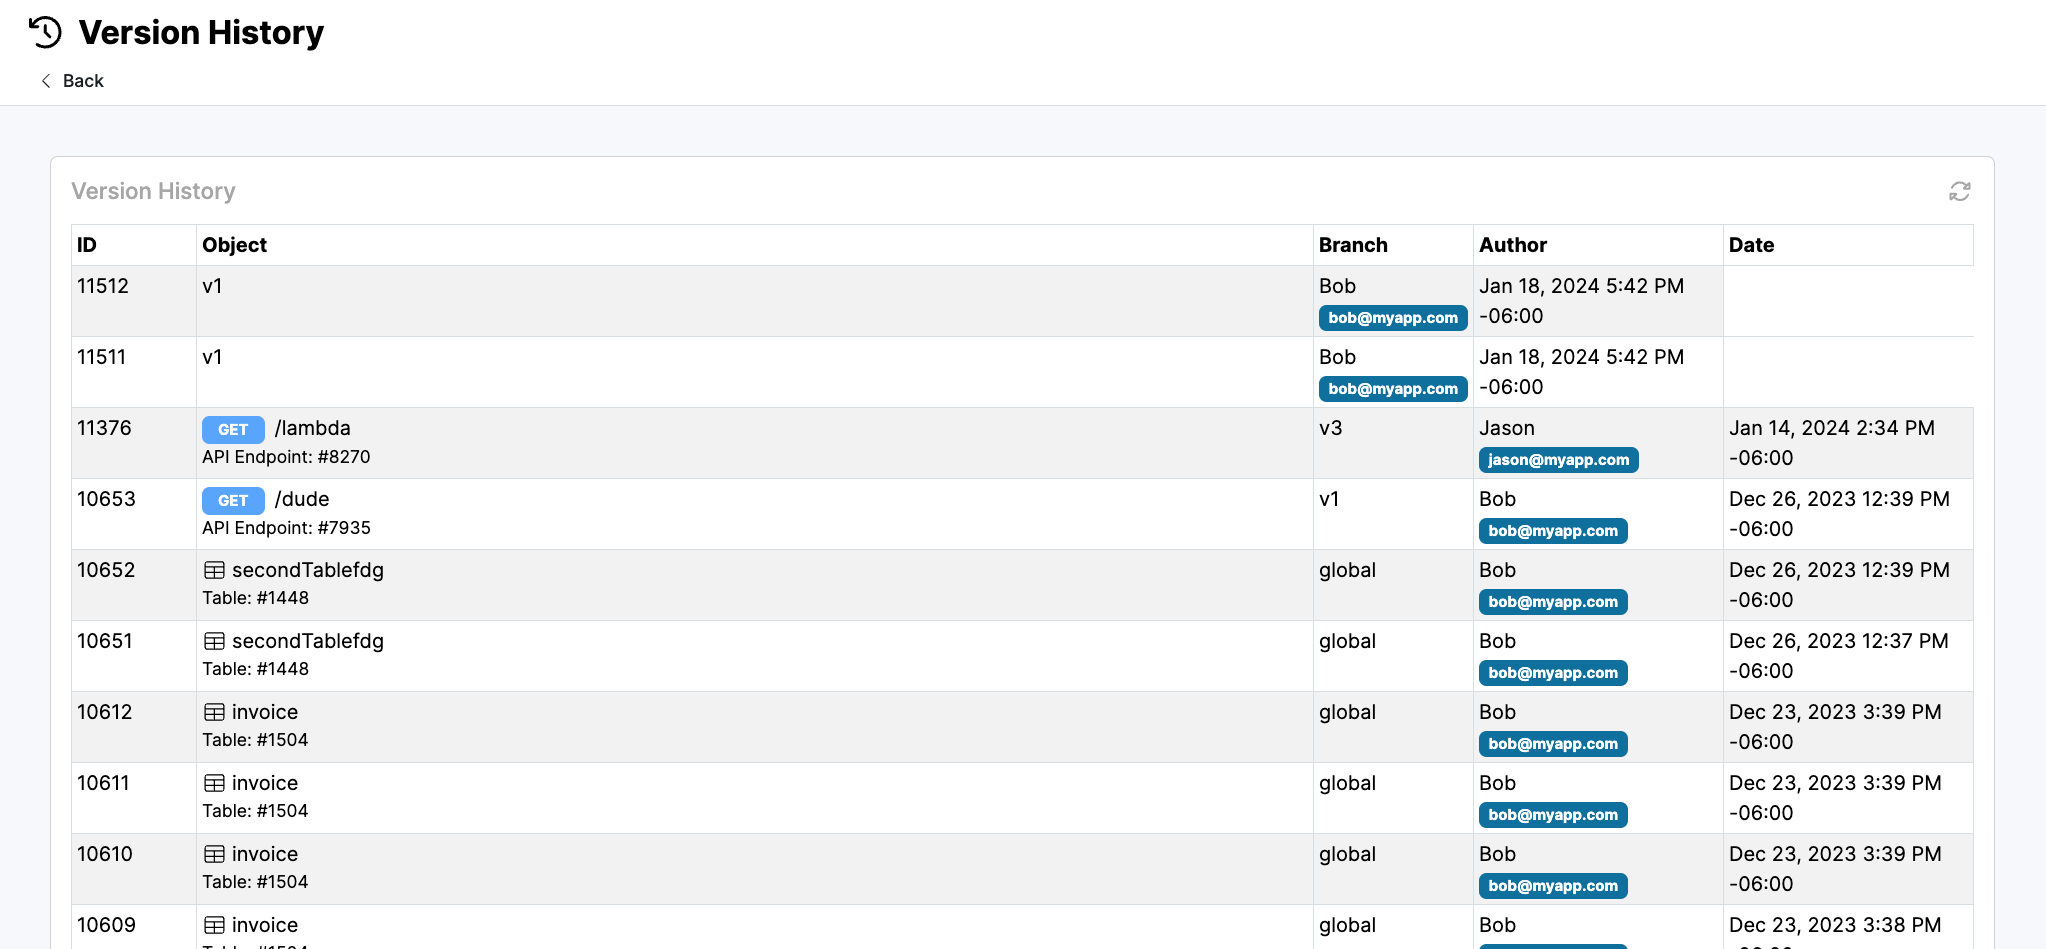 Version History
Back
Version History
ID Object Branch Author Date
11512 v1 Bob Jan 18, 2024 5:42 PM
bob@myapp.com -06:00
11511 v1 Bob Jan 18, 2024 5:42 PM
bob@myapp.com -06:00
11376 GET /lambda v3 Jason Jan 14, 2024 2:34 PM
API Endpoint: #8270 jason@myapp.com -06:00
10653 GET /dude v1 Bob Dec 26, 2023 12:39 PM
API Endpoint: #7935 bob@myapp.com -06:00
10652 secondTablefdg global Bob Dec 26, 2023 12:39 PM
Table: #1448 bob@myapp.com -06:00
10651 secondTablefdg global Bob Dec 26, 2023 12:37 PM
Table: #1448 bob@myapp.com -06:00
10612 invoice global Bob Dec 23, 2023 3:39 PM
Table: #1504 bob@myapp.com -06:00
10611 invoice global Bob Dec 23, 2023 3:39 PM
Table: #1504 bob@myapp.com -06:00
10610 invoice global Bob Dec 23, 2023 3:39 PM
Table: #1504 bob@myapp.com -06:00
10609 invoice global Bob Dec 23, 2023 3:38 PM